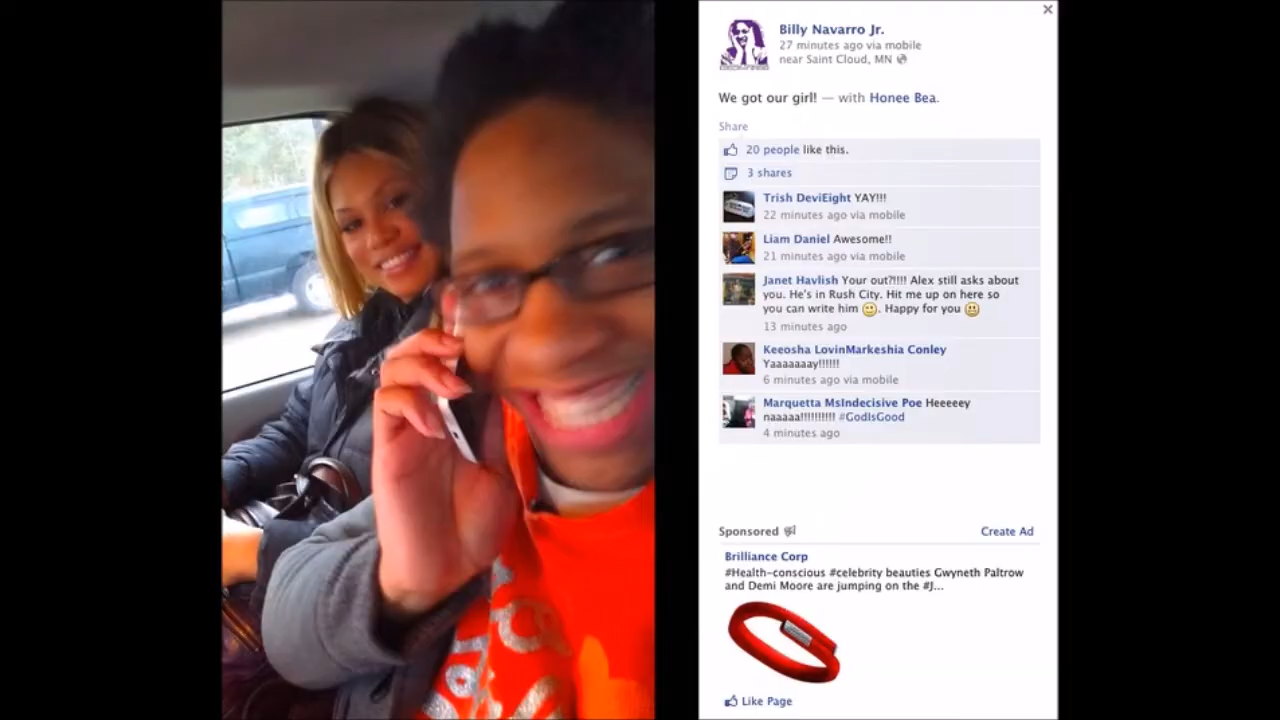 Billy Navarro Jr.
27 minutes ago via mobile
near Saint Cloud, MN
We got our girl! — with Honee Bea.
Share
20 people like this.
3 shares
Trish DeviEight YAY!!!
22 minutes ago via mobile
Liam Daniel Awesome!!
21 minutes ago via mobile
Janet Havlish Your out?!!!! Alex still asks about
you. He's in Rush City. Hit me up on here so
you can write him 🙂. Happy for you 😀
13 minutes ago
Keeosha LovinMarkeshia Conley
Yaaaaaaay!!!!!!
6 minutes ago via mobile
Marquetta MsIndecisive Poe Heeeeey
naaaaa!!!!!!!!!! #GodIsGood
4 minutes ago
Sponsored
Create Ad
Brilliance Corp
#Health-conscious #celebrity beauties Gwyneth Paltrow
and Demi Moore are jumping on the #J...
Like Page